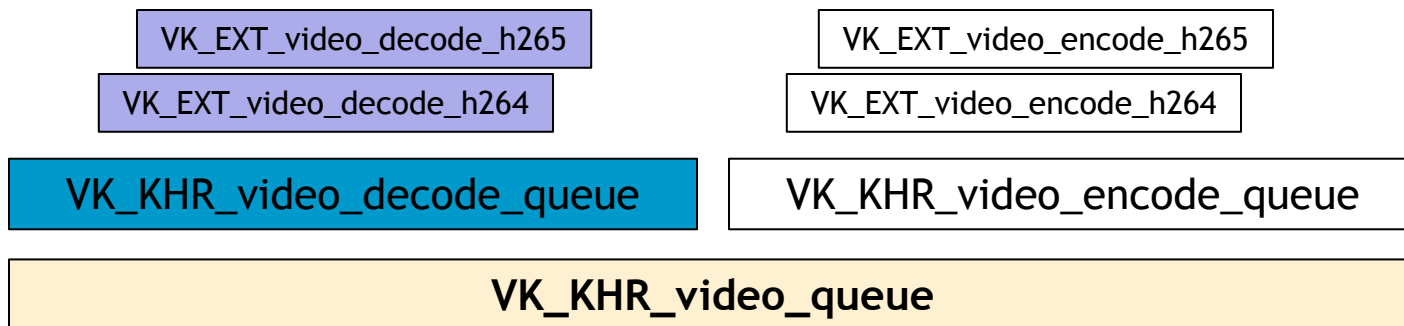 VK_EXT_video_decode_h265
VK_EXT_video_encode_h265
VK_EXT_video_decode_h264
VK_EXT_video_encode_h264
VK_KHR_video_decode_queue
VK_KHR_video_encode_queue
VK_KHR_video_queue